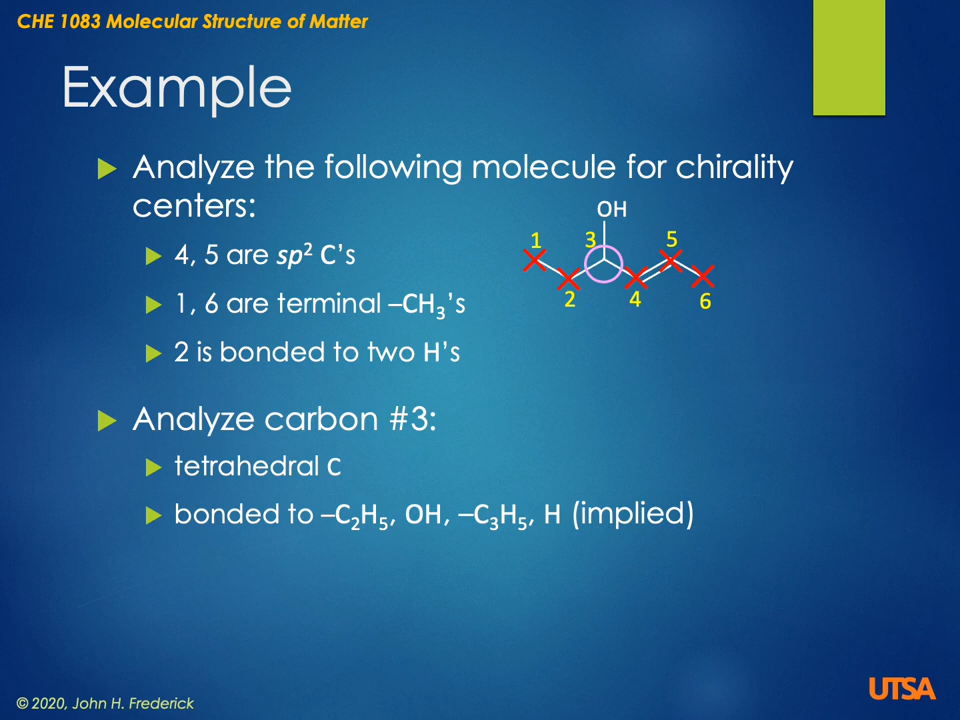 CHE 1083 Molecular Structure of Matter
Example
Analyze the following molecule for chirality
centers:
OH
1
3
5
4, 5 are sp² C's
2
4
6
1, 6 are terminal –CH₃'s
2 is bonded to two H's
Analyze carbon #3:
tetrahedral C
bonded to –C₂H₅, OH, –C₃H₅, H (implied)
© 2020, John H. Frederick
UTSA